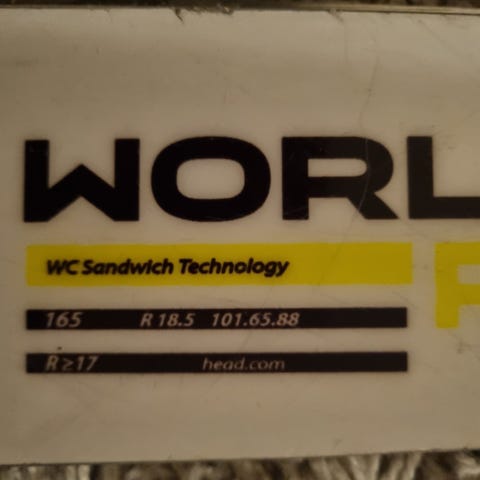 WORL
WC Sandwich Technology
165 R 18.5 101.65.88
R ≥17 head.com